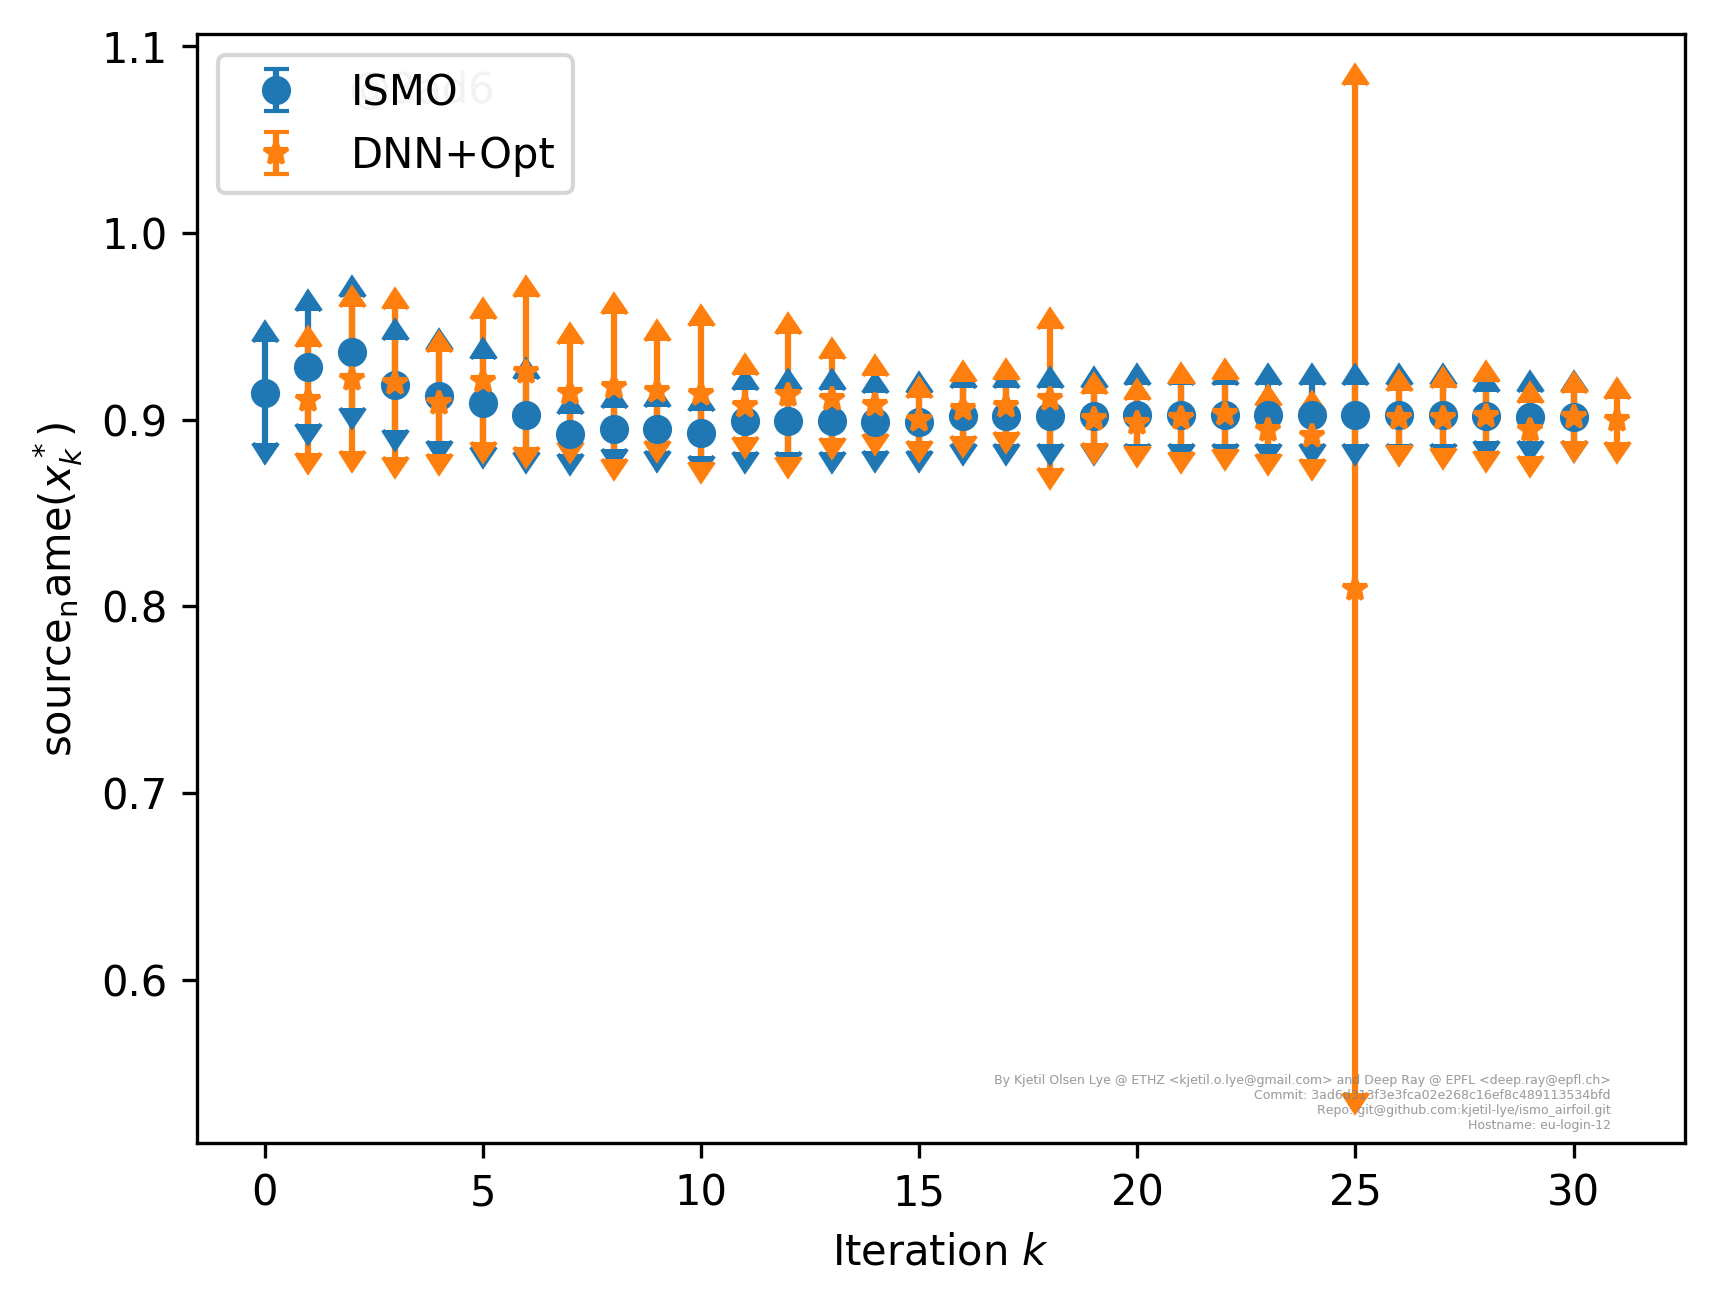 1.1
1.0
0.9
0.8
0.7
0.6
source_name(x_k^*)
ISMO
DNN+Opt
By Kjetil Olsen Lye @ ETHZ <kjetil.o.lye@gmail.com> and Deep Ray @ EPFL <deep.ray@epfl.ch>
Commit: 3ad6d313f3e3fca02e268c16ef8c489113534bfd
Repo: git@github.com:kjetil-lye/ismo_airfoil.git
Hostname: eu-login-12
0 5 10 15 20 25 30
Iteration k